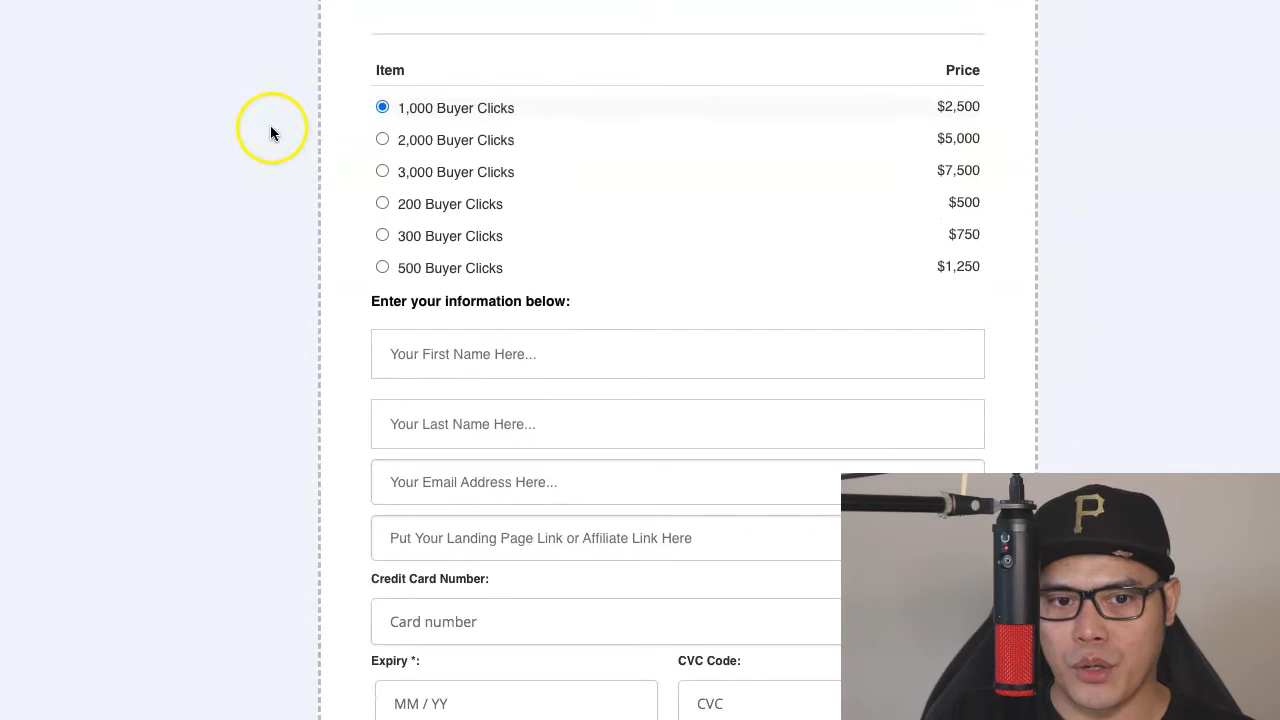 Item Price
1,000 Buyer Clicks $2,500
2,000 Buyer Clicks $5,000
3,000 Buyer Clicks $7,500
200 Buyer Clicks $500
300 Buyer Clicks $750
500 Buyer Clicks $1,250
Enter your information below:
Your First Name Here...
Your Last Name Here...
Your Email Address Here...
Put Your Landing Page Link or Affiliate Link Here
Credit Card Number:
Card number
Expiry *: CVC Code:
MM / YY CVC
P